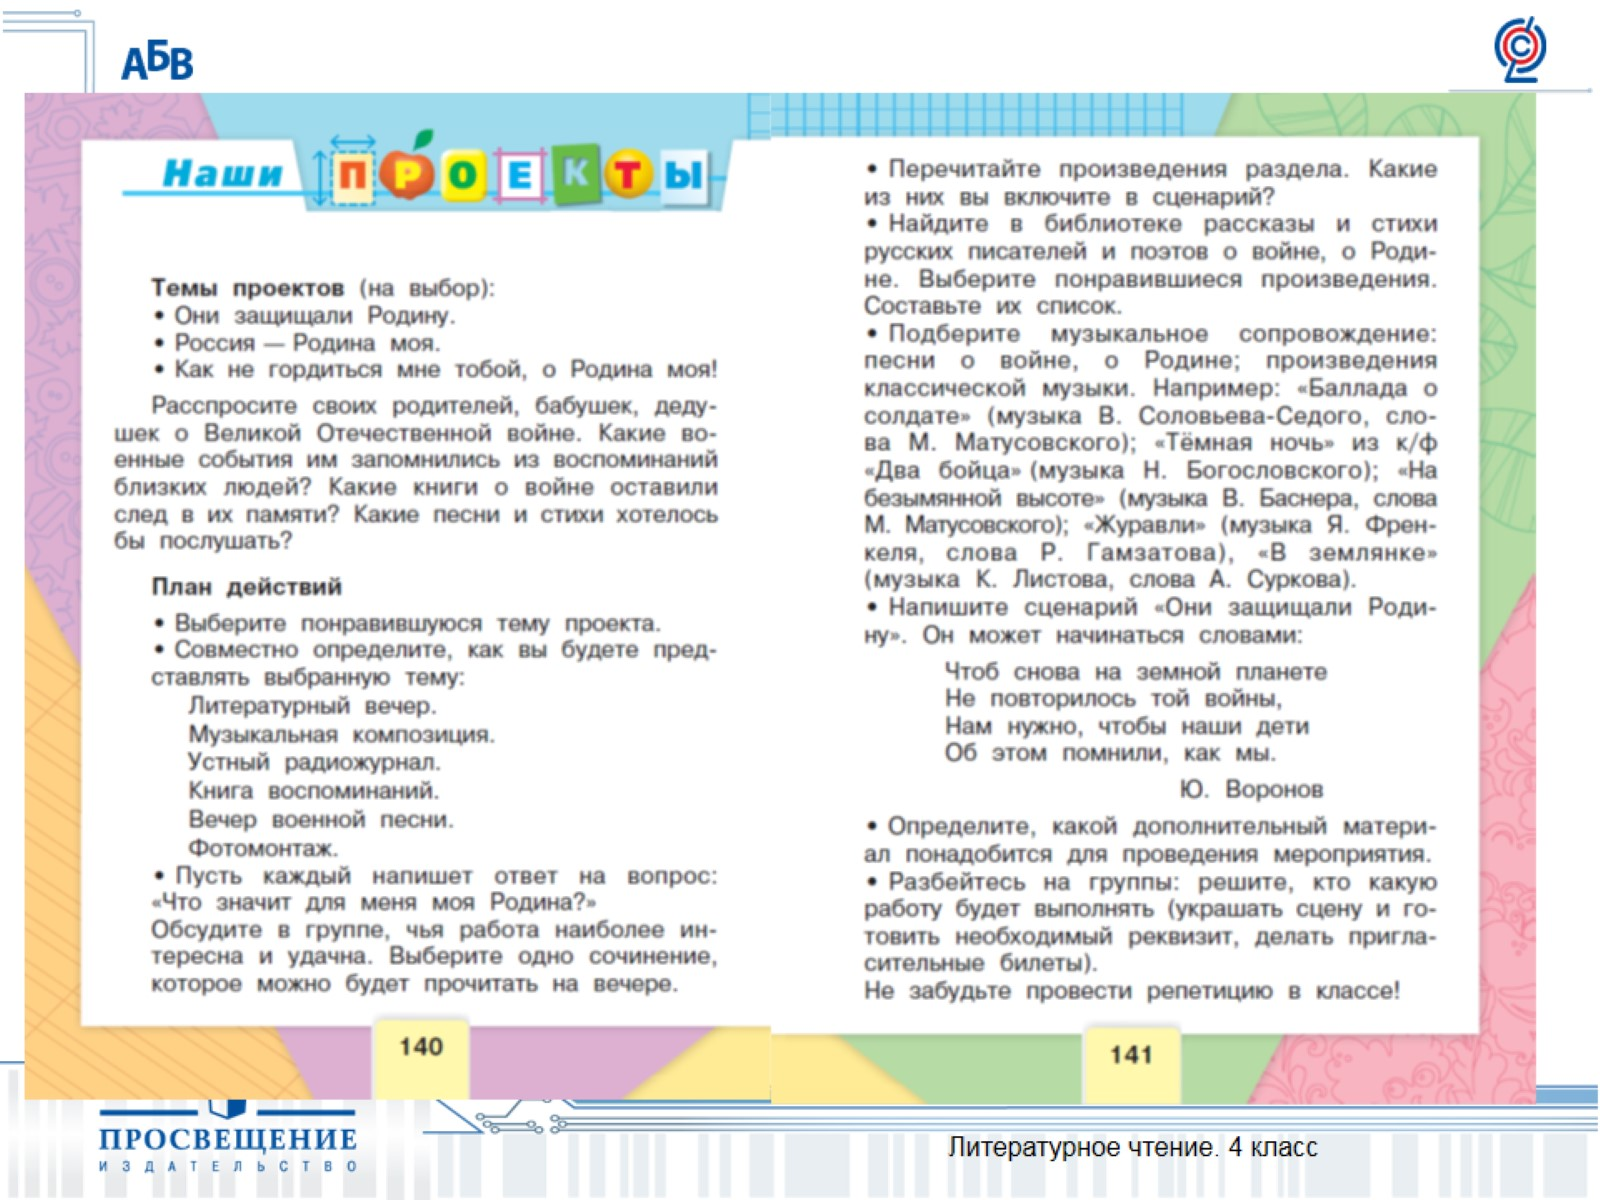 АБВ
Наши ПРОЕКТЫ
Темы проектов (на выбор):
• Они защищали Родину.
• Россия — Родина моя.
• Как не гордиться мне тобой, о Родина моя!
Расспросите своих родителей, бабушек, деду-
шек о Великой Отечественной войне. Какие во-
енные события им запомнились из воспоминаний
близких людей? Какие книги о войне оставили
след в их памяти? Какие песни и стихи хотелось
бы послушать?
План действий
• Выберите понравившуюся тему проекта.
• Совместно определите, как вы будете пред-
ставлять выбранную тему:
Литературный вечер.
Музыкальная композиция.
Устный радиожурнал.
Книга воспоминаний.
Вечер военной песни.
Фотомонтаж.
• Пусть каждый напишет ответ на вопрос:
«Что значит для меня моя Родина?»
Обсудите в группе, чья работа наиболее ин-
тересна и удачна. Выберите одно сочинение,
которое можно будет прочитать на вечере.
140
• Перечитайте произведения раздела. Какие
из них вы включите в сценарий?
• Найдите в библиотеке рассказы и стихи
русских писателей и поэтов о войне, о Роди-
не. Выберите понравившиеся произведения.
Составьте их список.
• Подберите музыкальное сопровождение:
песни о войне, о Родине; произведения
классической музыки. Например: «Баллада о
солдате» (музыка В. Соловьева-Седого, сло-
ва М. Матусовского); «Тёмная ночь» из к/ф
«Два бойца» (музыка Н. Богословского); «На
безымянной высоте» (музыка В. Баснера, слова
М. Матусовского); «Журавли» (музыка Я. Френ-
келя, слова Р. Гамзатова), «В землянке»
(музыка К. Листова, слова А. Суркова).
• Напишите сценарий «Они защищали Роди-
ну». Он может начинаться словами:
Чтоб снова на земной планете
Не повторилось той войны,
Нам нужно, чтобы наши дети
Об этом помнили, как мы.
Ю. Воронов
• Определите, какой дополнительный матери-
ал понадобится для проведения мероприятия.
• Разбейтесь на группы: решите, кто какую
работу будет выполнять (украшать сцену и го-
товить необходимый реквизит, делать пригла-
сительные билеты).
Не забудьте провести репетицию в классе!
141
ПРОСВЕЩЕНИЕ
ИЗДАТЕЛЬСТВО
Литературное чтение. 4 класс